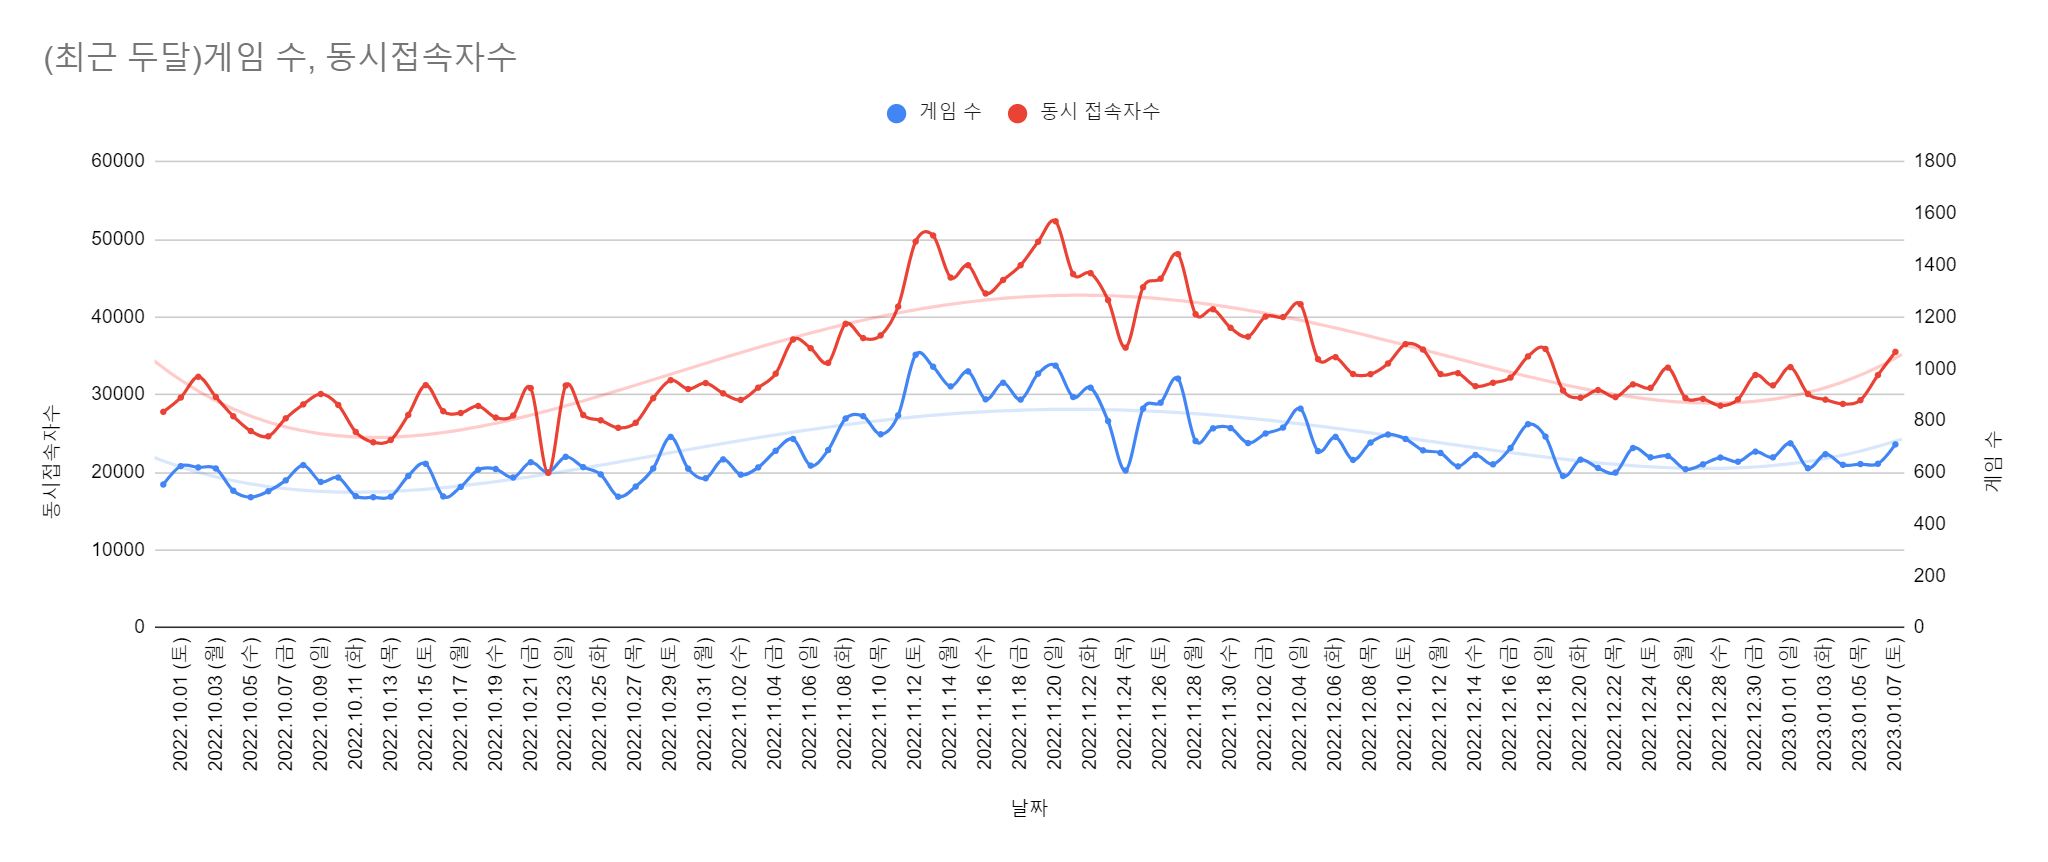 (최근 두달)게임 수, 동시접속자수
게임 수
동시 접속자수
60000
50000
40000
30000
20000
10000
0
동시접속자수
1800
1600
1400
1200
1000
800
600
400
200
0
게임 수
2022.10.01 (토)
2022.10.03 (월)
2022.10.05 (수)
2022.10.07 (금)
2022.10.09 (일)
2022.10.11 (화)
2022.10.13 (목)
2022.10.15 (토)
2022.10.17 (월)
2022.10.19 (수)
2022.10.21 (금)
2022.10.23 (일)
2022.10.25 (화)
2022.10.27 (목)
2022.10.29 (토)
2022.10.31 (월)
2022.11.02 (수)
2022.11.04 (금)
2022.11.06 (일)
2022.11.08 (화)
2022.11.10 (목)
2022.11.12 (토)
2022.11.14 (월)
2022.11.16 (수)
2022.11.18 (금)
2022.11.20 (일)
2022.11.22 (화)
2022.11.24 (목)
2022.11.26 (토)
2022.11.28 (월)
2022.11.30 (수)
2022.12.02 (금)
2022.12.04 (일)
2022.12.06 (화)
2022.12.08 (목)
2022.12.10 (토)
2022.12.12 (월)
2022.12.14 (수)
2022.12.16 (금)
2022.12.18 (일)
2022.12.20 (화)
2022.12.22 (목)
2022.12.24 (토)
2022.12.26 (월)
2022.12.28 (수)
2022.12.30 (금)
2023.01.01 (일)
2023.01.03 (화)
2023.01.05 (목)
2023.01.07 (토)
날짜